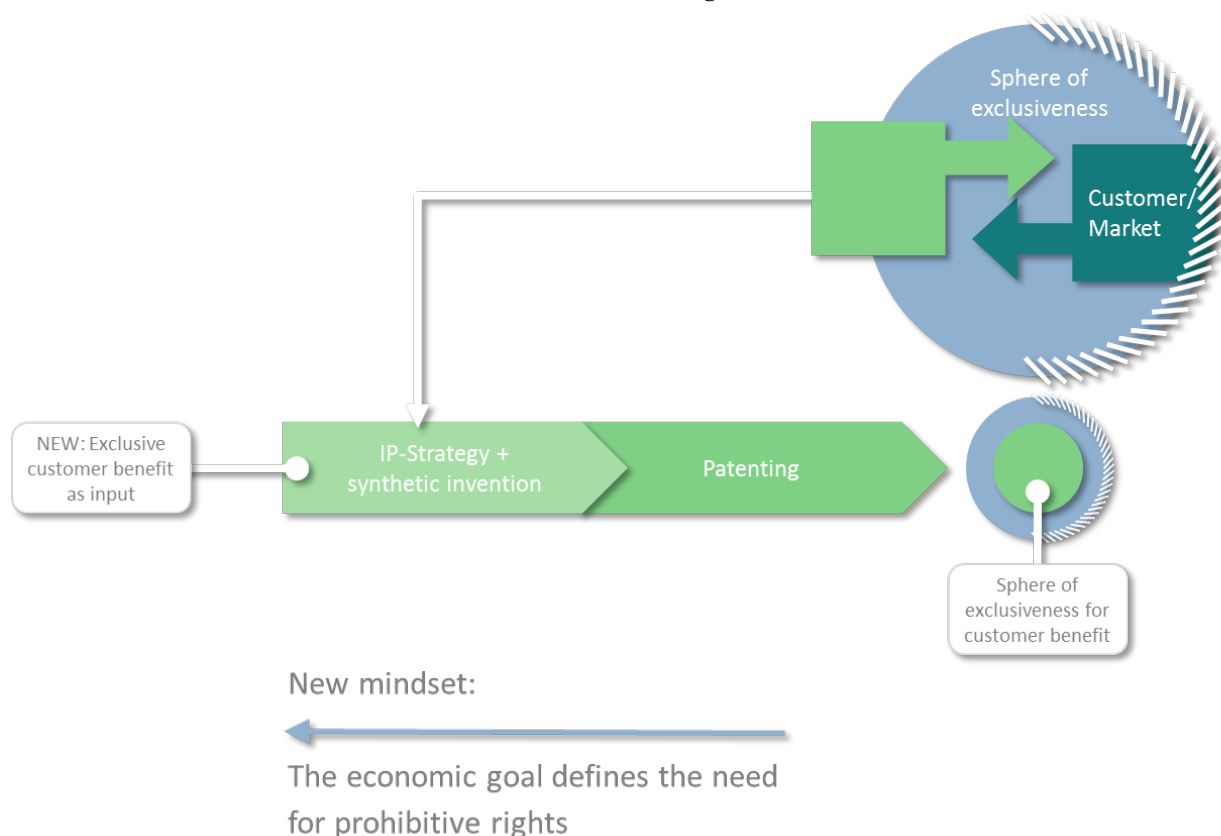 Sphere of
exclusiveness
Customer/
Market
NEW: Exclusive
customer benefit
as input
IP-Strategy +
synthetic invention
Patenting
Sphere of
exclusiveness for
customer benefit
New mindset:
The economic goal defines the need
for prohibitive rights